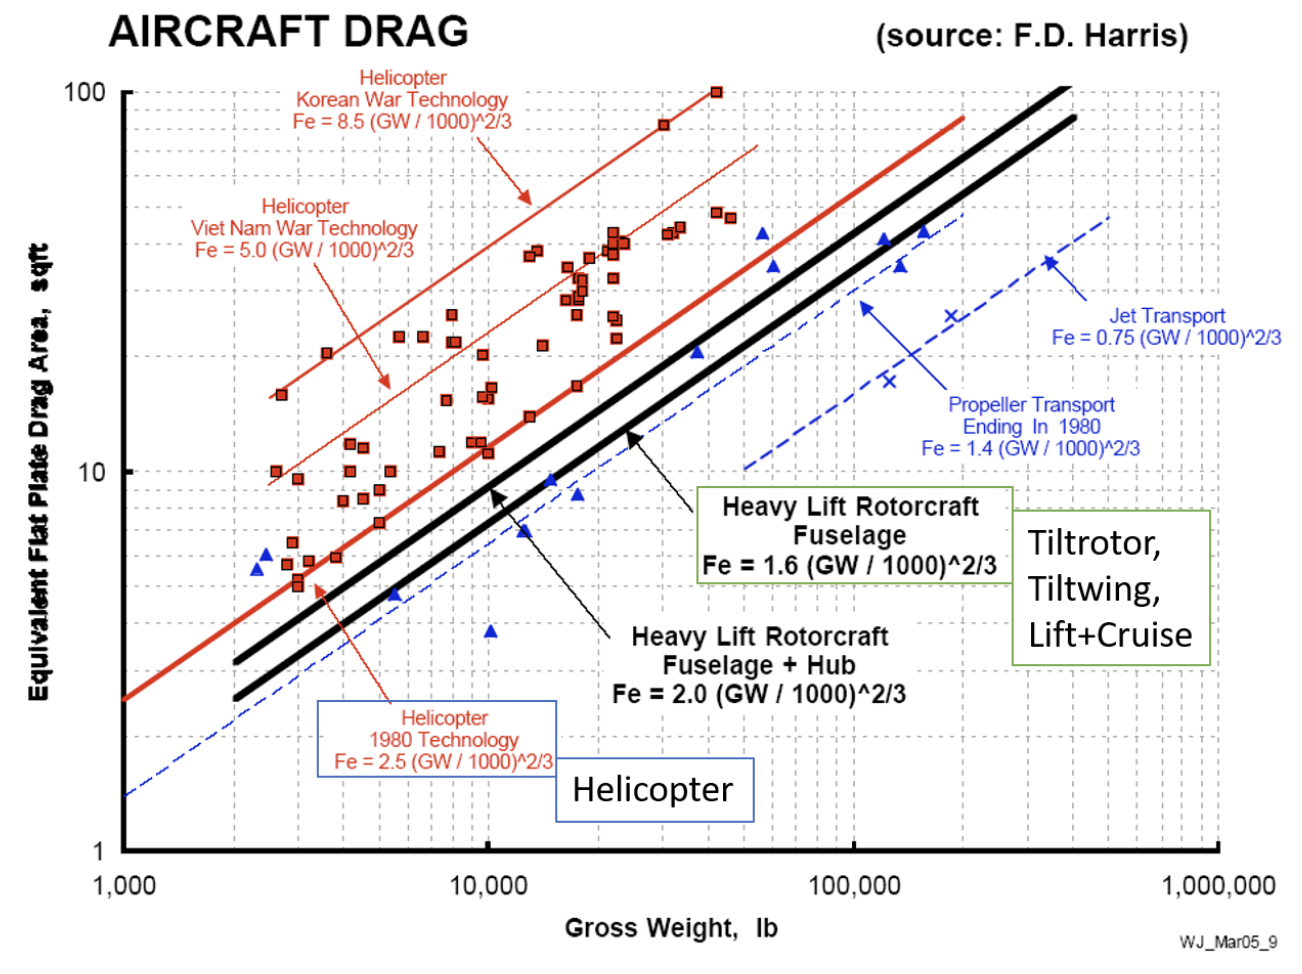 AIRCRAFT DRAG
(source: F.D. Harris)
Helicopter
Korean War Technology
Fe = 8.5 (GW / 1000)^2/3
Helicopter
Viet Nam War Technology
Fe = 5.0 (GW / 1000)^2/3
Jet Transport
Fe = 0.75 (GW / 1000)^2/3
Propeller Transport
Ending In 1980
Fe = 1.4 (GW / 1000)^2/3
Heavy Lift Rotorcraft
Fuselage
Fe = 1.6 (GW / 1000)^2/3
Tiltrotor,
Tiltwing,
Lift+Cruise
Heavy Lift Rotorcraft
Fuselage + Hub
Fe = 2.0 (GW / 1000)^2/3
Helicopter
1980 Technology
Fe = 2.5 (GW / 1000)^2/3
Helicopter
Equivalent Flat Plate Drag Area, sqft
100
10
1
1,000
10,000
100,000
1,000,000
Gross Weight, lb
WJ_Mar05_9